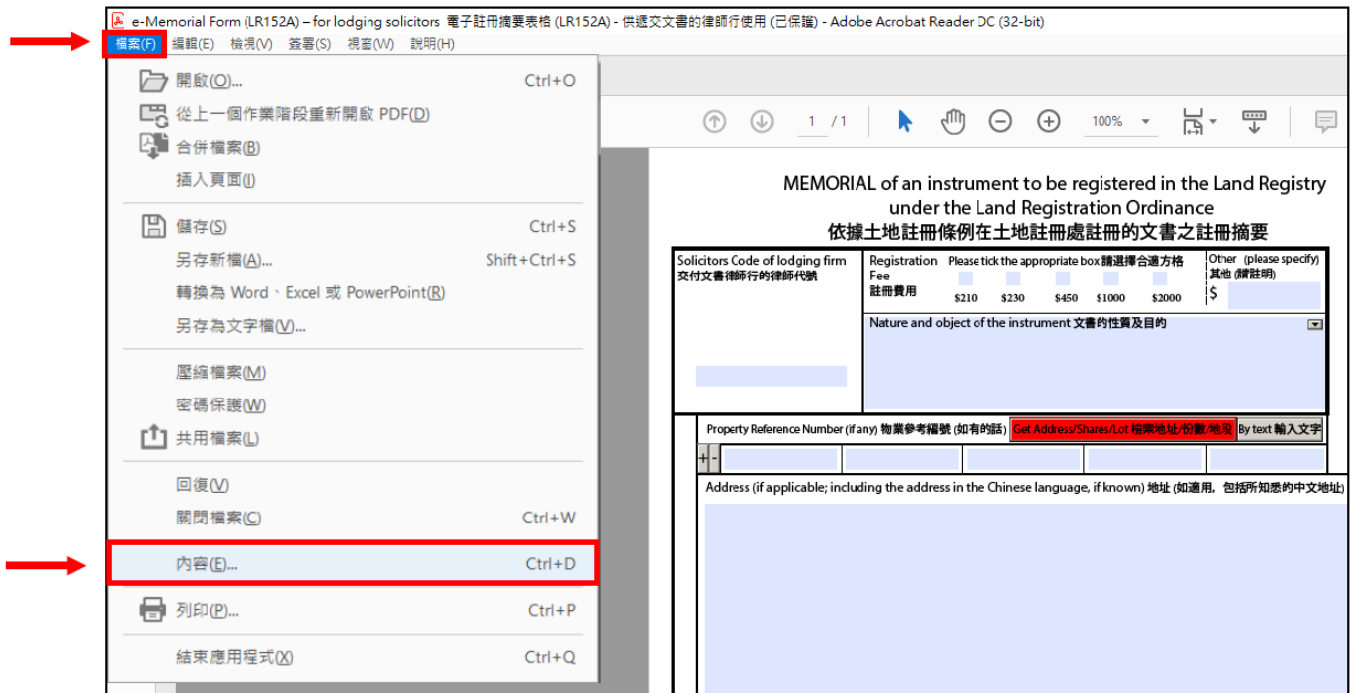 e-Memorial Form (LR152A) – for lodging solicitors 電子註冊摘要表格 (LR152A) - 供遞交文書的律師行使用 (已保護) - Adobe Acrobat Reader DC (32-bit)
檔案(F) 編輯(E) 檢視(V) 簽署(S) 視窗(W) 說明(H)
開啟(O)... Ctrl+O
從上一個作業階段重新開啟 PDF(D)
合併檔案(B)
插入頁面(I)
儲存(S) Ctrl+S
另存新檔(A)... Shift+Ctrl+S
轉換為 Word、Excel 或 PowerPoint(R)
另存為文字檔(V)...
壓縮檔案(M)
密碼保護(W)
共用檔案(L)
回復(V)
關閉檔案(C) Ctrl+W
內容(E)... Ctrl+D
列印(P)... Ctrl+P
結束應用程式(X) Ctrl+Q
1 / 1 100%
MEMORIAL of an instrument to be registered in the Land Registry
under the Land Registration Ordinance
依據土地註冊條例在土地註冊處註冊的文書之註冊摘要
Solicitors Code of lodging firm
交付文書律師行的律師代號
Registration Please tick the appropriate box請選擇合適方格
Fee
註冊費用
$210 $230 $450 $1000 $2000
Other (please specify)
其他 (請註明)
$
Nature and object of the instrument 文書的性質及目的
Property Reference Number (if any) 物業參考編號 (如有的話) Get Address/Shares/Lot 檢索地址/份數/地段 By text 輸入文字
+ -
Address (if applicable; including the address in the Chinese language, if known) 地址 (如適用，包括所知悉的中文地址)